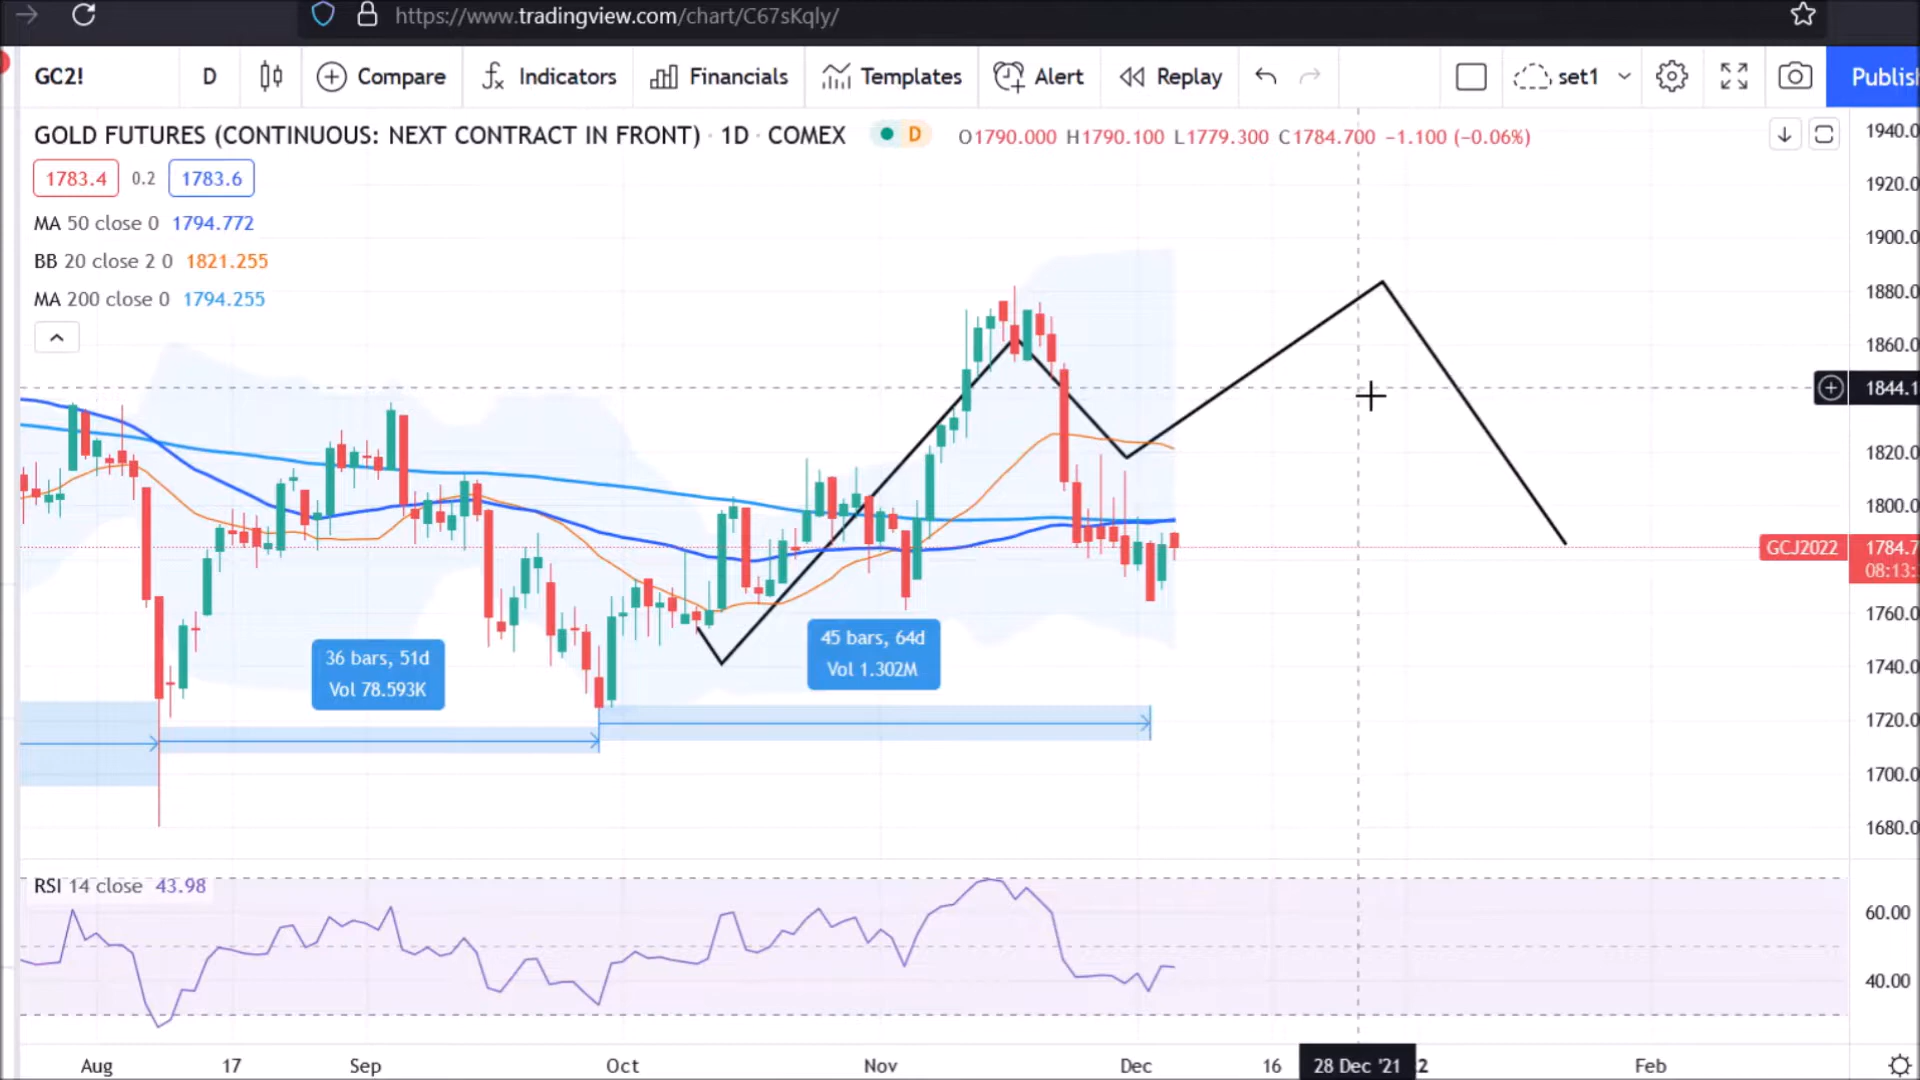 https://www.tradingview.com/chart/C67sKqly/
GC2! D Compare Indicators Financials Templates Alert Replay set1 Publis
GOLD FUTURES (CONTINUOUS: NEXT CONTRACT IN FRONT) · 1D · COMEX D O1790.000 H1790.100 L1779.300 C1784.700 −1.100 (−0.06%)
1783.4 0.2 1783.6
MA 50 close 0 1794.772
BB 20 close 2 0 1821.255
MA 200 close 0 1794.255
1940.0
1920.0
1900.0
1880.0
1860.0
1844.1
1820.0
1800.0
GCJ2022 1784.7
08:13:
1760.0
1740.0
1720.0
1700.0
1680.0
36 bars, 51d
Vol 78.593K
45 bars, 64d
Vol 1.302M
RSI 14 close 43.98
60.00
40.00
Aug 17 Sep Oct Nov Dec 16 28 Dec '21 2 Feb